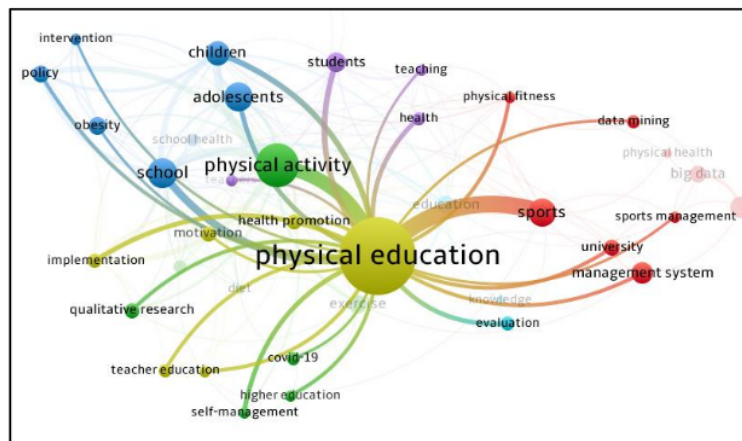 intervention
children
policy
students
teaching
adolescents
physical fitness
obesity
health
data mining
school health
physical activity
physical health
school
big data
education
sports
health promotion
sports management
motivation
university
physical education
implementation
management system
diet
exercise
knowledge
qualitative research
evaluation
covid-19
teacher education
higher education
self-management